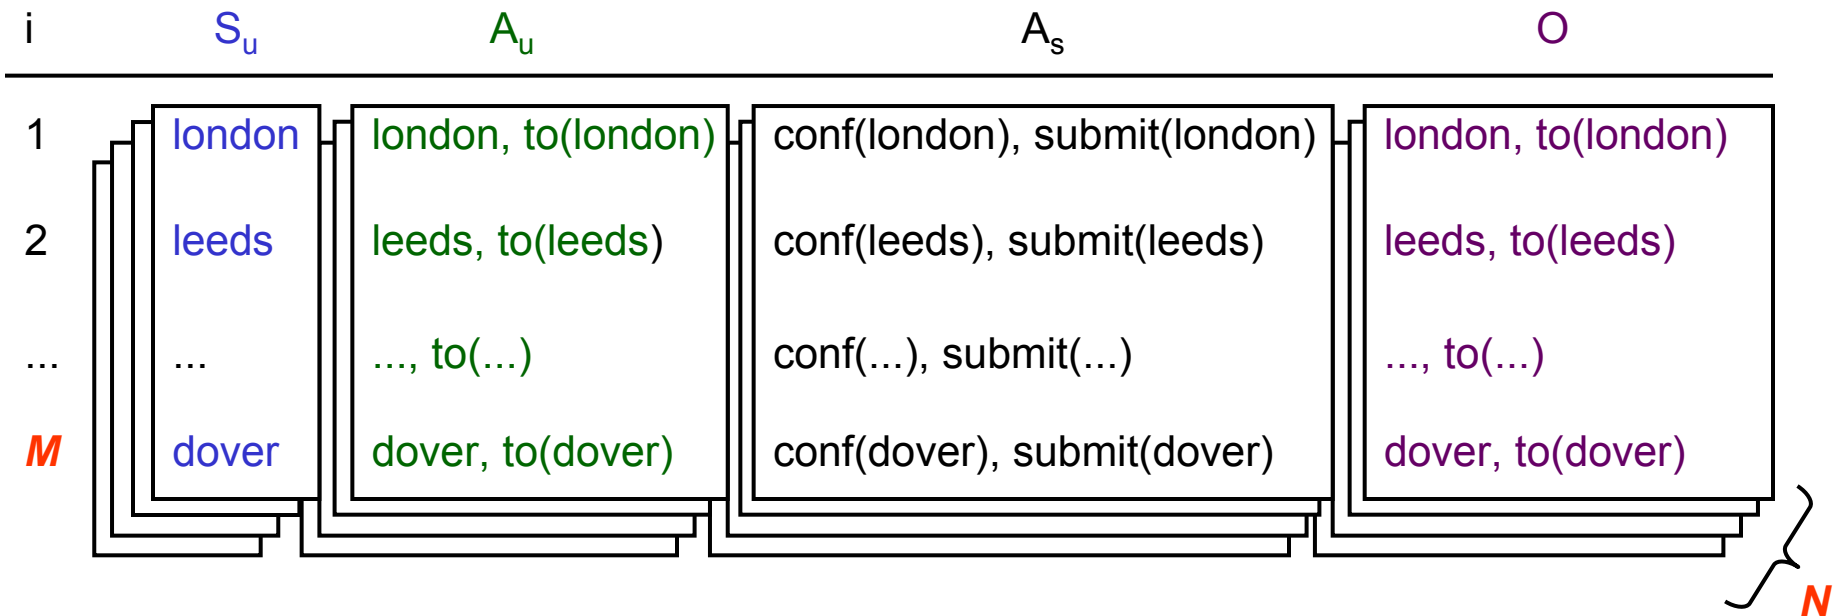 i S_u A_u A_s O
1 london london, to(london) conf(london), submit(london) london, to(london)
2 leeds leeds, to(leeds) conf(leeds), submit(leeds) leeds, to(leeds)
... ... ..., to(...) conf(...), submit(...) ..., to(...)
M dover dover, to(dover) conf(dover), submit(dover) dover, to(dover)
N